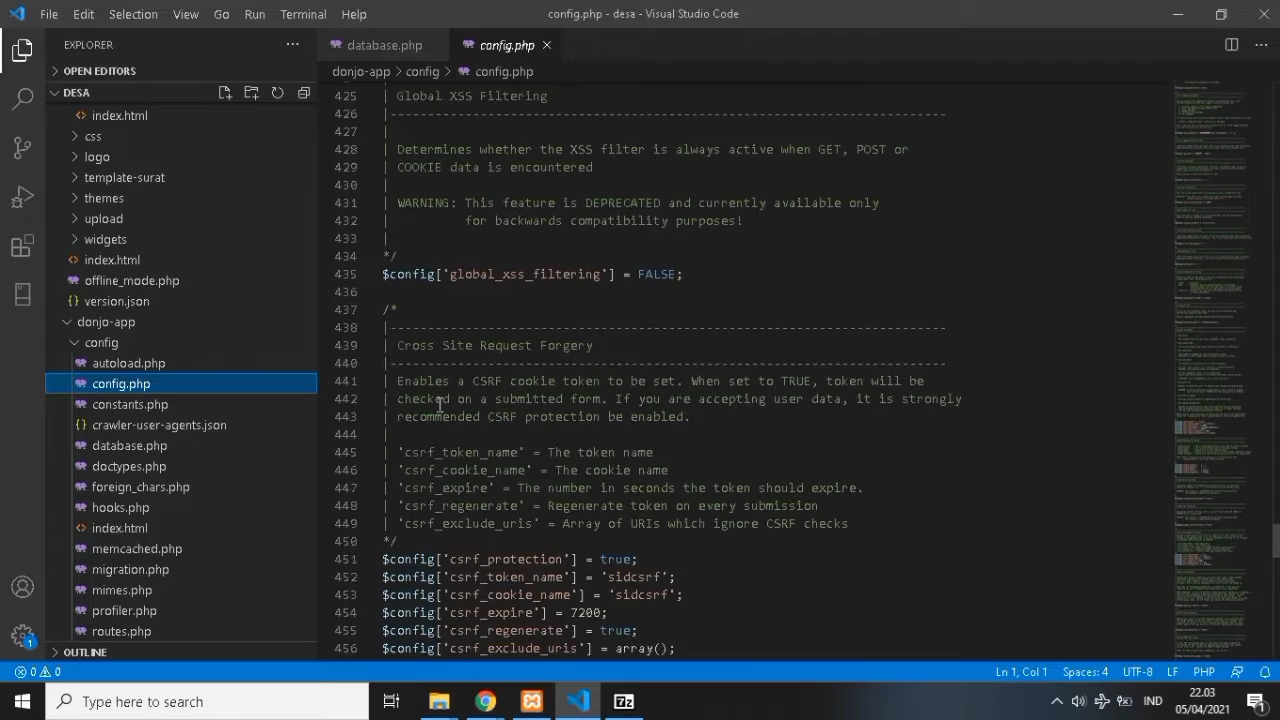 File Edit Selection View Go Run Terminal Help
config.php - desa - Visual Studio Code
EXPLORER
OPEN EDITORS
DESA
index.html
css
logo
template-surat
themes
upload
widgets
index.html
offline_mode.php
version.json
donjo-app
config
autoload.php
config.php
constants.php
crawler-user-agents.json
database.php
doctypes.php
foreign_chars.php
hooks.php
index.html
memcached.php
migration.php
mimes.php
profiler.php
routes.php
OUTLINE
database.php
config.php
donjo-app > config > config.php
425 | Global XSS Filtering
426 |
427 |
428 | Determines whether the XSS filter is always active when GET, POST or
429 | COOKIE data is encountered
430 |
431 | WARNING: This feature is DEPRECATED and currently available only
432 | for backwards compatibility purposes!
433 |
434 */
435 $config['global_xss_filtering'] = FALSE;
436
437 /*
438 |
439 | Cross Site Request Forgery
440 |
441 | Enables a CSRF cookie token to be set. When set to TRUE, token will be
442 | checked on a submitted form. If you are accepting user data, it is strongly
443 | recommended CSRF protection be enabled.
444 |
445 | 'csrf_token_name' = The token name
446 | 'csrf_cookie_name' = The cookie name
447 | 'csrf_expire' = The number in seconds the token should expire.
448 | 'csrf_regenerate' = Regenerate token on every submission
449 | 'csrf_exclude_uris' = Array of URIs which ignore CSRF checks
450 */
451 $config['csrf_protection'] = true;
452 $config['csrf_token_name'] = 'sidcsrf';
453 $config['csrf_cookie_name'] = 'sidcsrf';
454 $config['csrf_expire'] = 7200;
455 $config['csrf_regenerate'] = true;
456 $config['csrf_exclude_uris'] = array();
0 0
Ln 1, Col 1 Spaces: 4 UTF-8 LF PHP
Type here to search
IND
22.03
05/04/2021
1
1